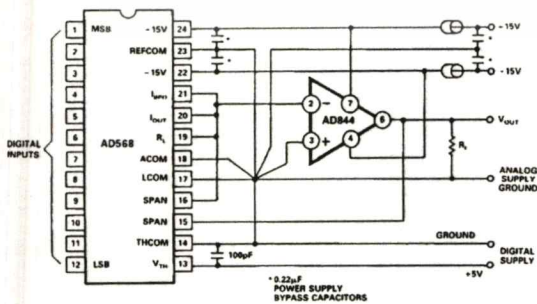 1 MSB -15V 24
2 REFCOM 23
3 -15V 22
4 IBPO 21
5 IOUT 20
6 RL 19
7 ACOM 18
8 LCOM 17
9 SPAN 16
10 SPAN 15
11 THCOM 14
12 LSB VTH 13
AD568
DIGITAL
INPUTS
100pF
2 -
3 +
7
4
6
AD844
*
*
*
*
-15V
-15V
VOUT
ANALOG
SUPPLY
GROUND
GROUND
DIGITAL
SUPPLY
+5V
* 0.22μF
POWER SUPPLY
BYPASS CAPACITORS